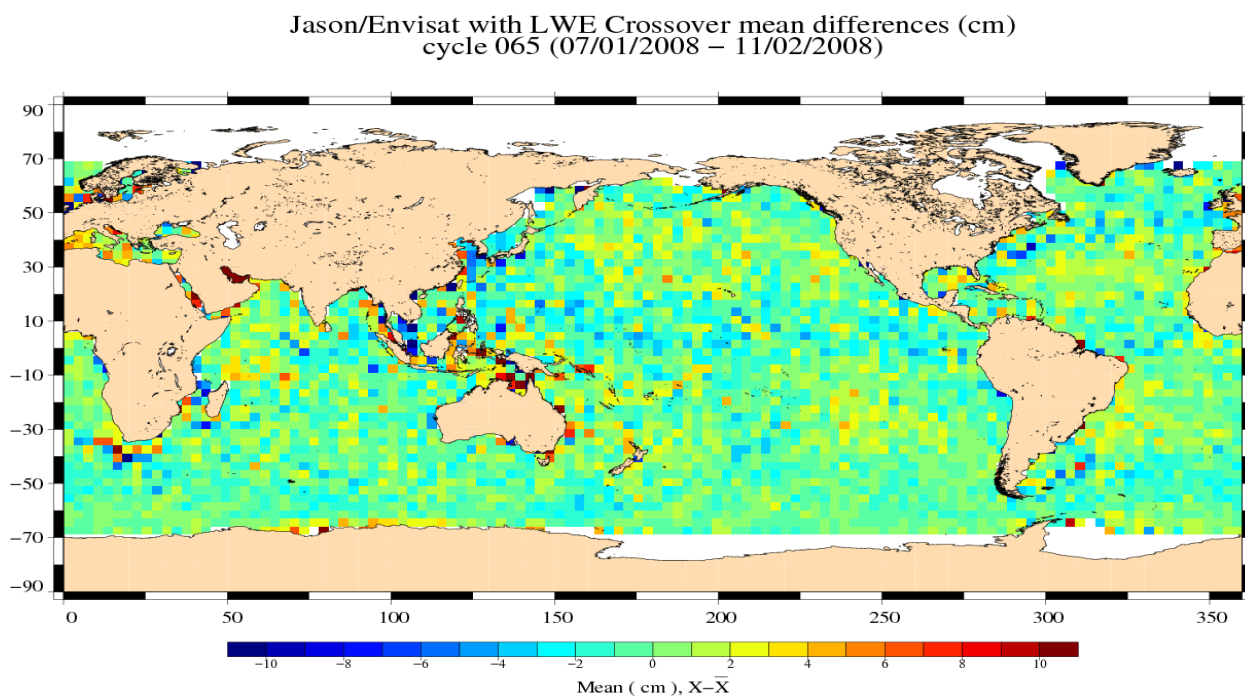 Jason/Envisat with LWE Crossover mean differences (cm)
cycle 065 (07/01/2008 − 11/02/2008)
90
70
50
30
10
−10
−30
−50
−70
−90
0 50 100 150 200 250 300 350
−10 −8 −6 −4 −2 0 2 4 6 8 10
Mean ( cm ), X−X̅